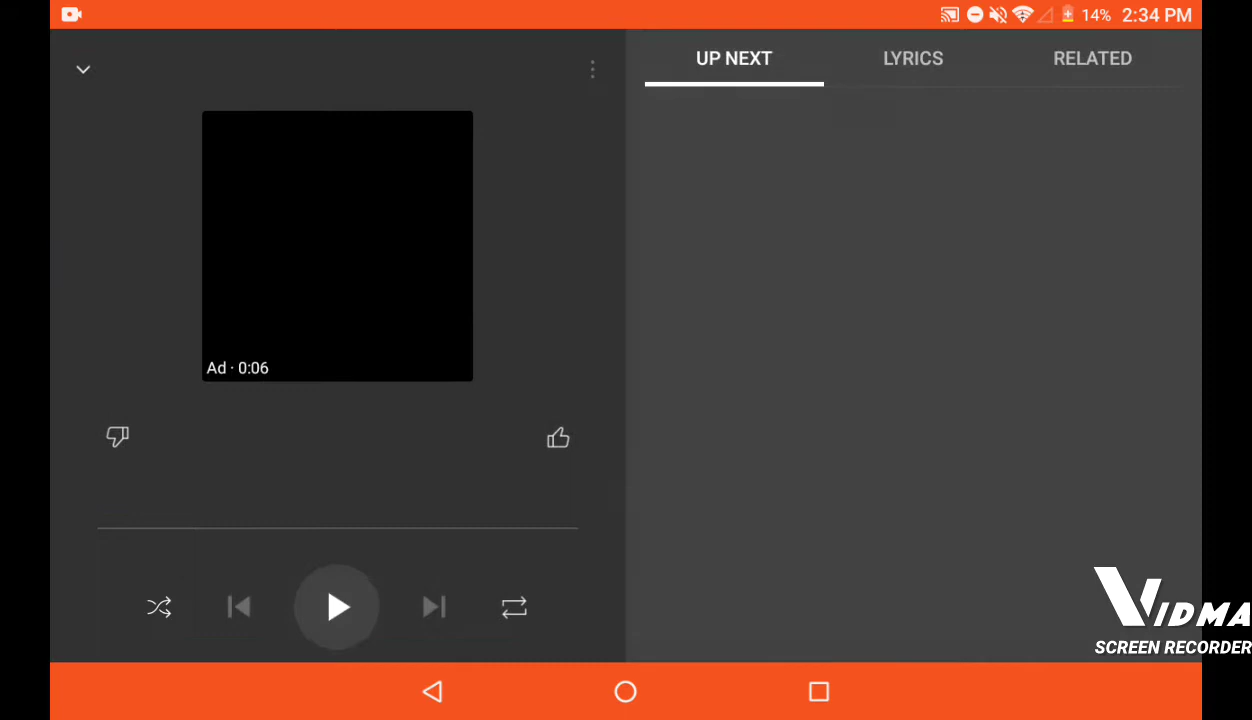 14% 2:34 PM
UP NEXT LYRICS RELATED
Ad · 0:06
VIDMA
SCREEN RECORDER